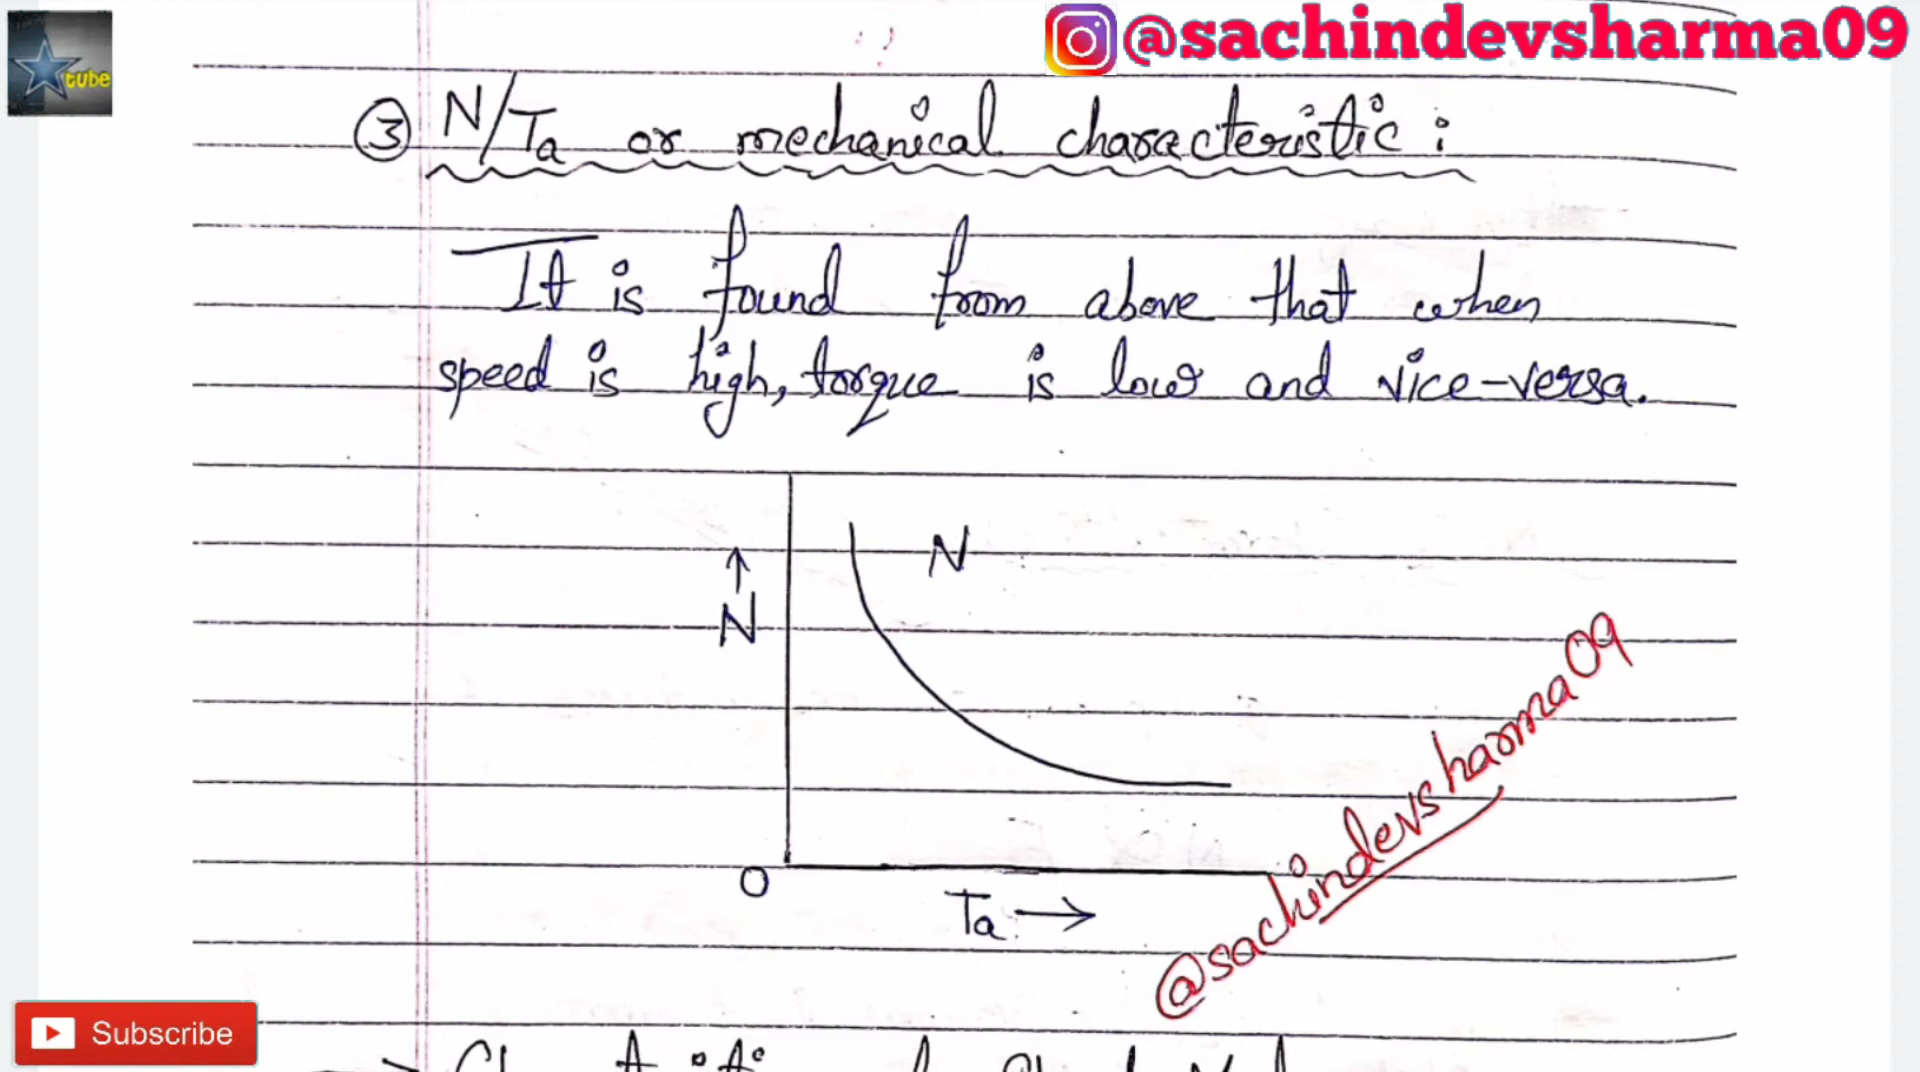 @sachindevsharma09
tube
③ N/Ta or mechanical characteristic:
It is found from above that when
speed is high, torque is low and vice-versa.
N
↑
N
O
Ta →
@sachindevsharma09
Subscribe